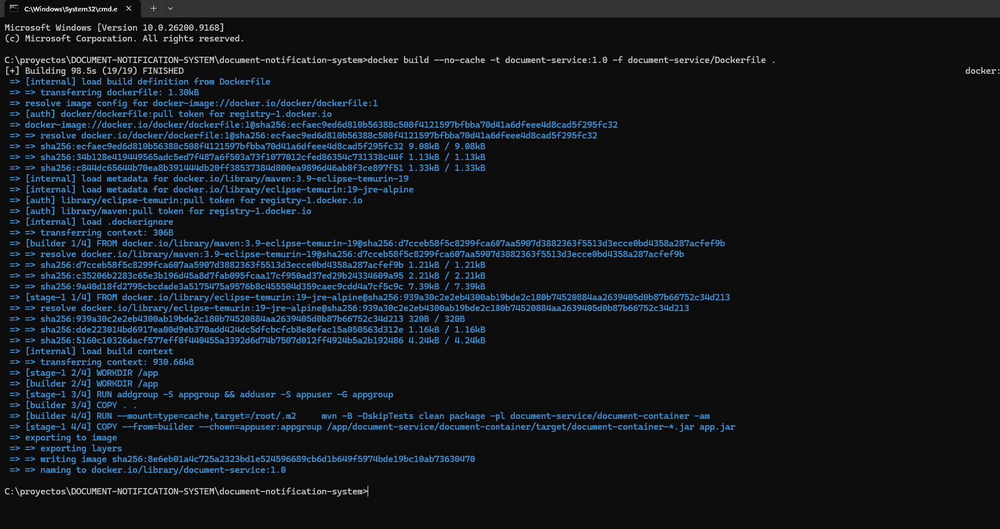 C:\Windows\System32\cmd.e
Microsoft Windows [Version 10.0.26200.9168]
(c) Microsoft Corporation. All rights reserved.
C:\proyectos\DOCUMENT-NOTIFICATION-SYSTEM\document-notification-system>docker build --no-cache -t document-service:1.0 -f document-service/Dockerfile .
[+] Building 98.5s (19/19) FINISHED docker:
=> [internal] load build definition from Dockerfile
=> => transferring dockerfile: 1.30kB
=> resolve image config for docker-image://docker.io/docker/dockerfile:1
=> [auth] docker/dockerfile:pull token for registry-1.docker.io
=> docker-image://docker.io/docker/dockerfile:1@sha256:ecfaec9ed6d810b56388c508f4121597bfbba70d41a6dfeee4d8cad5f295fc32
=> => resolve docker.io/docker/dockerfile:1@sha256:ecfaec9ed6d810b56388c508f4121597bfbba70d41a6dfeee4d8cad5f295fc32
=> => sha256:ecfaec9ed6d810b56388c508f4121597bfbba70d41a6dfeee4d8cad5f295fc32 9.08kB / 9.08kB
=> => sha256:34b128e419449565adc5ed7f487a6f503a73f1077012cfed86354c731338c44f 1.13kB / 1.13kB
=> => sha256:c844dc65644b70ea8b391444db20ff38537384d800ea9896d46ab8f3ce897f51 1.33kB / 1.33kB
=> [internal] load metadata for docker.io/library/maven:3.9-eclipse-temurin-19
=> [internal] load metadata for docker.io/library/eclipse-temurin:19-jre-alpine
=> [auth] library/eclipse-temurin:pull token for registry-1.docker.io
=> [auth] library/maven:pull token for registry-1.docker.io
=> [internal] load .dockerignore
=> => transferring context: 306B
=> [builder 1/4] FROM docker.io/library/maven:3.9-eclipse-temurin-19@sha256:d7cceb58f5c8299fca607aa5907d3882363f5513d3ecce0bd4358a287acfef9b
=> => resolve docker.io/library/maven:3.9-eclipse-temurin-19@sha256:d7cceb58f5c8299fca607aa5907d3882363f5513d3ecce0bd4358a287acfef9b
=> => sha256:d7cceb58f5c8299fca607aa5907d3882363f5513d3ecce0bd4358a287acfef9b 1.21kB / 1.21kB
=> => sha256:c35206b2283c65e3b196d45a8d7fab095fcaa17cf950ad37ed29b24334609a95 2.21kB / 2.21kB
=> => sha256:9a40d18fd2795cbcdade3a5175475a9576b8c455504d359caec9cdd4a7cf5c9c 7.39kB / 7.39kB
=> [stage-1 1/4] FROM docker.io/library/eclipse-temurin:19-jre-alpine@sha256:939a30c2e2eb4300ab19bde2c180b74520884aa2639405d0b87b66752c34d213
=> => resolve docker.io/library/eclipse-temurin:19-jre-alpine@sha256:939a30c2e2eb4300ab19bde2c180b74520884aa2639405d0b87b66752c34d213
=> => sha256:939a30c2e2eb4300ab19bde2c180b74520884aa2639405d0b87b66752c34d213 320B / 320B
=> => sha256:dde223014bd6917ea00d9eb370add424dc5dfcbcfcb8e8efac15a050563d312e 1.16kB / 1.16kB
=> => sha256:5160c10326dacf577eff8f440455a3392d6d74b7507d012ff4924b5a2b192486 4.24kB / 4.24kB
=> [internal] load build context
=> => transferring context: 930.66kB
=> [stage-1 2/4] WORKDIR /app
=> [builder 2/4] WORKDIR /app
=> [stage-1 3/4] RUN addgroup -S appgroup && adduser -S appuser -G appgroup
=> [builder 3/4] COPY . .
=> [builder 4/4] RUN --mount=type=cache,target=/root/.m2     mvn -B -DskipTests clean package -pl document-service/document-container -am
=> [stage-1 4/4] COPY --from=builder --chown=appuser:appgroup /app/document-service/document-container/target/document-container-*.jar app.jar
=> exporting to image
=> => exporting layers
=> => writing image sha256:8e6eb01a4c725a2323bd1e524596689cb6d1b649f5974bde19bc10ab73630470
=> => naming to docker.io/library/document-service:1.0
C:\proyectos\DOCUMENT-NOTIFICATION-SYSTEM\document-notification-system>